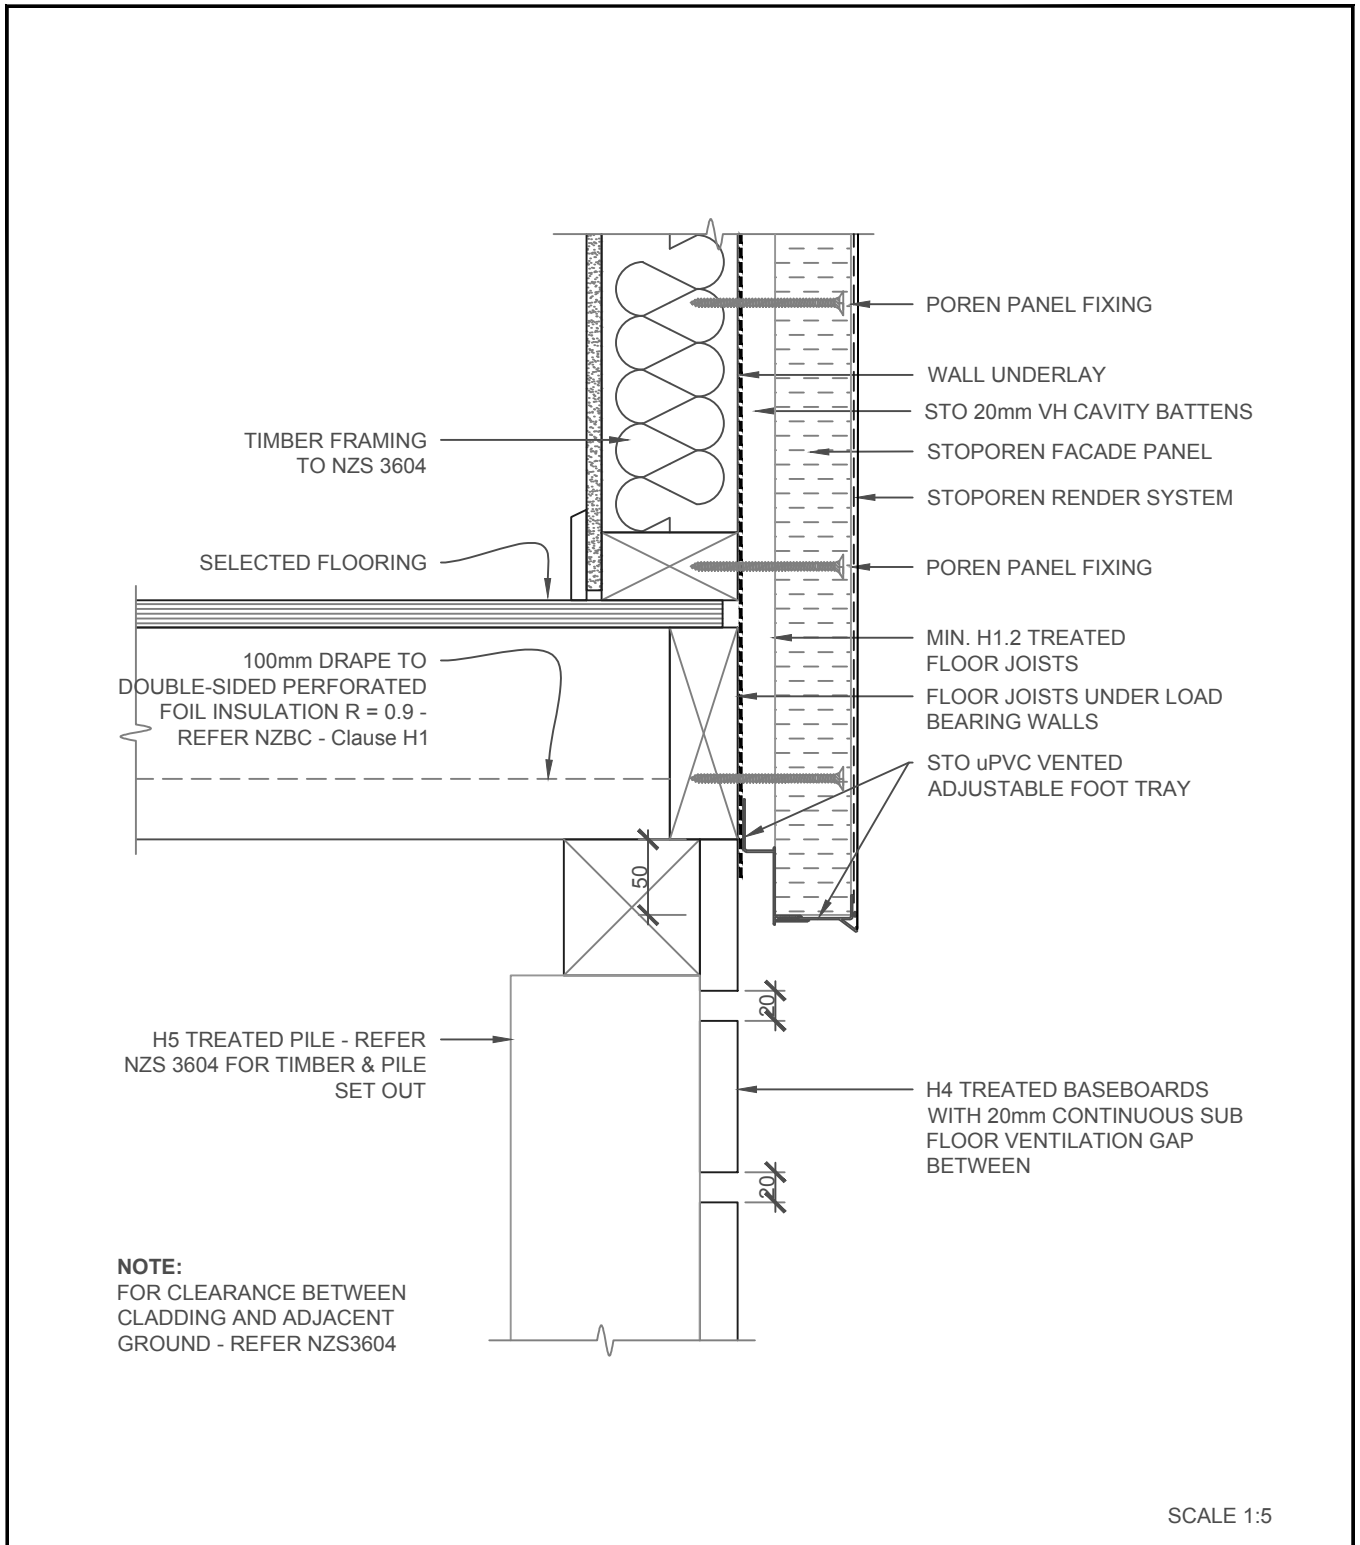 POREN PANEL FIXING
WALL UNDERLAY
STO 20mm VH CAVITY BATTENS
TIMBER FRAMING
TO NZS 3604
STOPOREN FACADE PANEL
STOPOREN RENDER SYSTEM
SELECTED FLOORING
POREN PANEL FIXING
MIN. H1.2 TREATED
FLOOR JOISTS
100mm DRAPE TO
DOUBLE-SIDED PERFORATED
FOIL INSULATION R = 0.9 -
REFER NZBC - Clause H1
FLOOR JOISTS UNDER LOAD
BEARING WALLS
STO uPVC VENTED
ADJUSTABLE FOOT TRAY
50
20
H5 TREATED PILE - REFER
NZS 3604 FOR TIMBER & PILE
SET OUT
H4 TREATED BASEBOARDS
WITH 20mm CONTINUOUS SUB
FLOOR VENTILATION GAP
BETWEEN
20
NOTE:
FOR CLEARANCE BETWEEN
CLADDING AND ADJACENT
GROUND - REFER NZS3604
SCALE 1:5